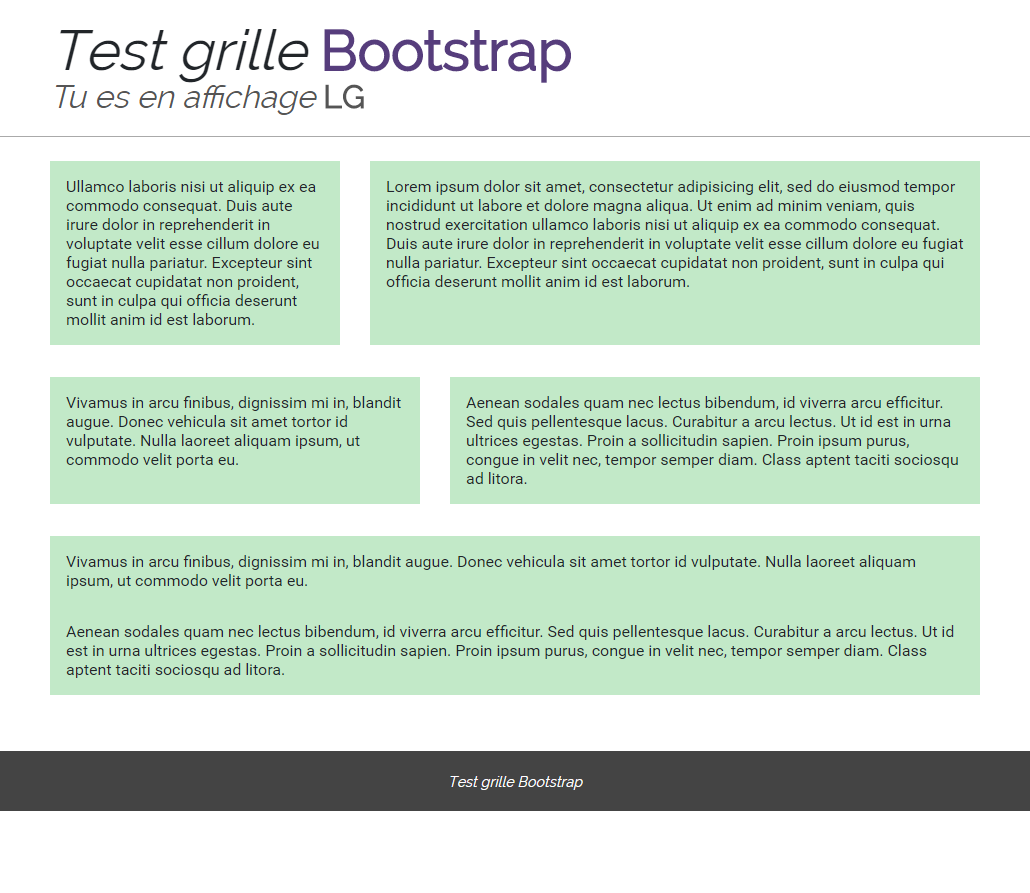 Test grille Bootstrap
Tu es en affichage LG
Ullamco laboris nisi ut aliquip ex ea
commodo consequat. Duis aute
irure dolor in reprehenderit in
voluptate velit esse cillum dolore eu
fugiat nulla pariatur. Excepteur sint
occaecat cupidatat non proident,
sunt in culpa qui officia deserunt
mollit anim id est laborum.
Lorem ipsum dolor sit amet, consectetur adipisicing elit, sed do eiusmod tempor
incididunt ut labore et dolore magna aliqua. Ut enim ad minim veniam, quis
nostrud exercitation ullamco laboris nisi ut aliquip ex ea commodo consequat.
Duis aute irure dolor in reprehenderit in voluptate velit esse cillum dolore eu fugiat
nulla pariatur. Excepteur sint occaecat cupidatat non proident, sunt in culpa qui
officia deserunt mollit anim id est laborum.
Vivamus in arcu finibus, dignissim mi in, blandit
augue. Donec vehicula sit amet tortor id
vulputate. Nulla laoreet aliquam ipsum, ut
commodo velit porta eu.
Aenean sodales quam nec lectus bibendum, id viverra arcu efficitur.
Sed quis pellentesque lacus. Curabitur a arcu lectus. Ut id est in urna
ultrices egestas. Proin a sollicitudin sapien. Proin ipsum purus,
congue in velit nec, tempor semper diam. Class aptent taciti sociosqu
ad litora.
Vivamus in arcu finibus, dignissim mi in, blandit augue. Donec vehicula sit amet tortor id vulputate. Nulla laoreet aliquam
ipsum, ut commodo velit porta eu.
Aenean sodales quam nec lectus bibendum, id viverra arcu efficitur. Sed quis pellentesque lacus. Curabitur a arcu lectus. Ut id
est in urna ultrices egestas. Proin a sollicitudin sapien. Proin ipsum purus, congue in velit nec, tempor semper diam. Class
aptent taciti sociosqu ad litora.
Test grille Bootstrap